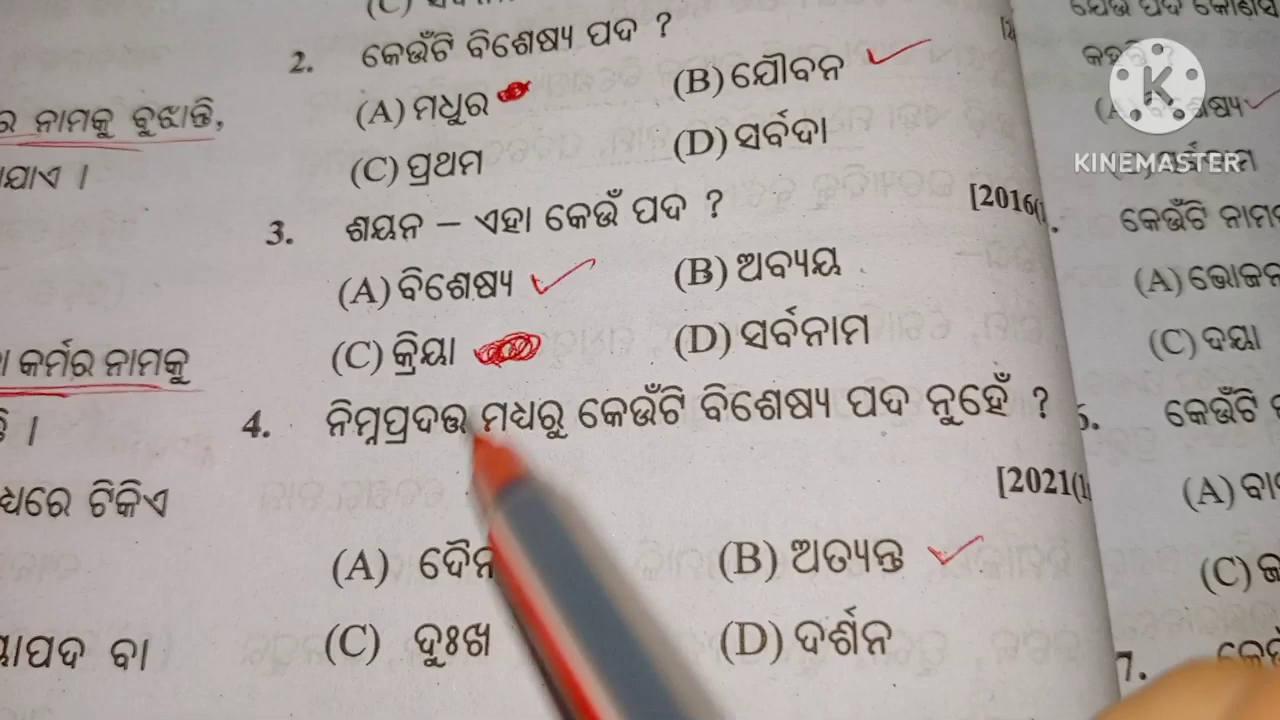 2. କେଉଁଟି ବିଶେଷ୍ୟ ପଦ ?
(A) ମଧୁର (B) ଯୌବନ
(C) ପ୍ରଥମ (D) ସର୍ବଦା
3. ଶୟନ – ଏହା କେଉଁ ପଦ ? [2016(
(A) ବିଶେଷ୍ୟ (B) ଅବ୍ୟୟ
(C) କ୍ରିୟା (D) ସର୍ବନାମ
4. ନିମ୍ନପ୍ରଦତ୍ତ ମଧ୍ୟରୁ କେଉଁଟି ବିଶେଷ୍ୟ ପଦ ନୁହେଁ ?
[2021(
(A) (B) ଅତ୍ୟନ୍ତ
(C) ଦୁଃଖ (D) ଦର୍ଶନ
ନାମକୁ ବୁଝାନ୍ତି,
କର୍ମର ନାମକୁ
ଟିକିଏ
ବା
KINEMASTER
କେଉଁଟି
(A) ଭୋଜନ
(C) ଦୟା
କେଉଁଟି
(A)
(C)
7.